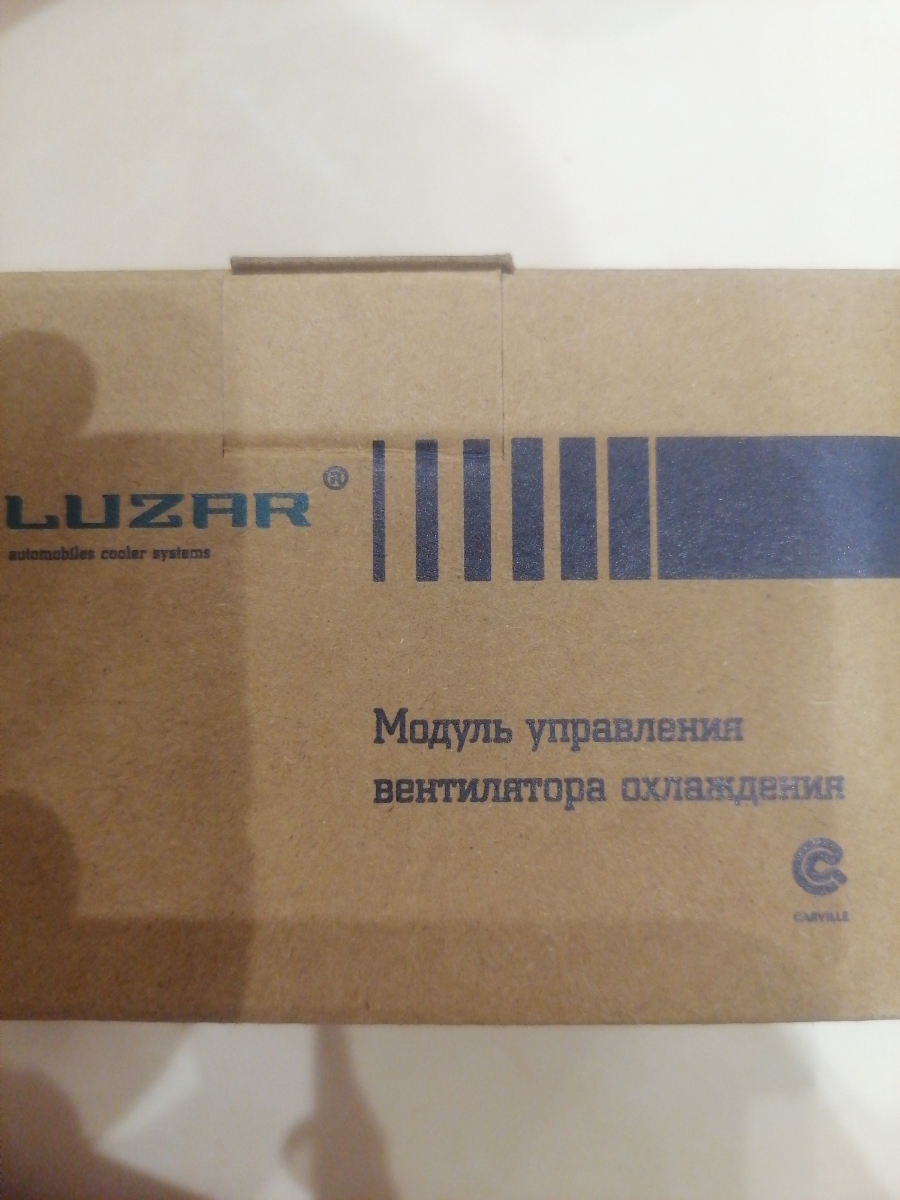 LUZAR®
automobiles cooler systems
Модуль управления
вентилятора охлаждения
CARVILLE